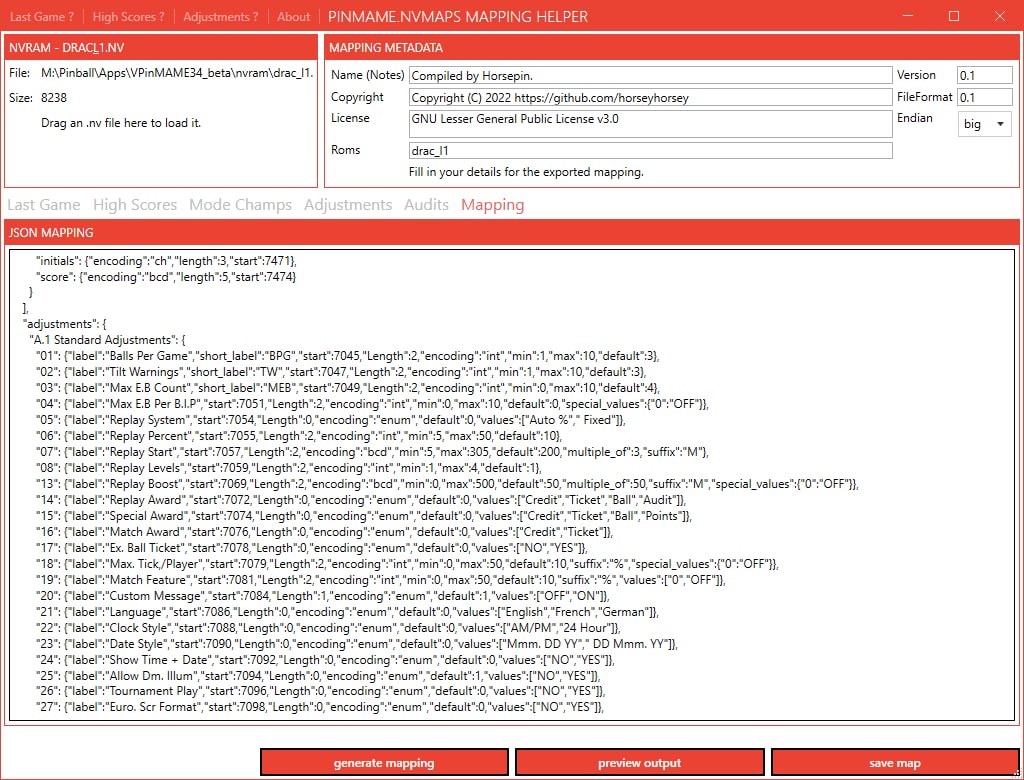 Last Game ? High Scores ? Adjustments ? About PINMAME.NVMAPS MAPPING HELPER
NVRAM - DRACL1.NV
File: M:\Pinball\Apps\VPinMAME34_beta\nvram\drac_l1.
Size: 8238
Drag an .nv file here to load it.
MAPPING METADATA
Name (Notes) Compiled by Horsepin. Version 0.1
Copyright Copyright (C) 2022 https://github.com/horseyhorsey FileFormat 0.1
License GNU Lesser General Public License v3.0 Endian big
Roms drac_l1
Fill in your details for the exported mapping.
Last Game High Scores Mode Champs Adjustments Audits Mapping
JSON MAPPING
"initials": {"encoding":"ch","length":3,"start":7471},
"score": {"encoding":"bcd","length":5,"start":7474}
}
],
"adjustments": {
"A.1 Standard Adjustments": {
"01": {"label":"Balls Per Game","short_label":"BPG","start":7045,"Length":2,"encoding":"int","min":1,"max":10,"default":3},
"02": {"label":"Tilt Warnings","short_label":"TW","start":7047,"Length":2,"encoding":"int","min":1,"max":10,"default":3},
"03": {"label":"Max E.B Count","short_label":"MEB","start":7049,"Length":2,"encoding":"int","min":0,"max":10,"default":4},
"04": {"label":"Max E.B Per B.I.P","start":7051,"Length":2,"encoding":"int","min":0,"max":10,"default":0,"special_values":{"0":"OFF"}},
"05": {"label":"Replay System","start":7054,"Length":0,"encoding":"enum","default":0,"values":["Auto %"," Fixed"]},
"06": {"label":"Replay Percent","start":7055,"Length":2,"encoding":"int","min":5,"max":50,"default":10},
"07": {"label":"Replay Start","start":7057,"Length":2,"encoding":"bcd","min":5,"max":305,"default":200,"multiple_of":3,"suffix":"M"},
"08": {"label":"Replay Levels","start":7059,"Length":2,"encoding":"int","min":1,"max":4,"default":1},
"13": {"label":"Replay Boost","start":7069,"Length":2,"encoding":"bcd","min":0,"max":500,"default":50,"multiple_of":50,"suffix":"M","special_values":{"0":"OFF"}},
"14": {"label":"Replay Award","start":7072,"Length":0,"encoding":"enum","default":0,"values":["Credit","Ticket","Ball","Audit"]},
"15": {"label":"Special Award","start":7074,"Length":0,"encoding":"enum","default":0,"values":["Credit","Ticket","Ball","Points"]},
"16": {"label":"Match Award","start":7076,"Length":0,"encoding":"enum","default":0,"values":["Credit","Ticket"]},
"17": {"label":"Ex. Ball Ticket","start":7078,"Length":0,"encoding":"enum","default":0,"values":["NO","YES"]},
"18": {"label":"Max. Tick,/Player","start":7079,"Length":2,"encoding":"int","min":0,"max":50,"default":10,"suffix":"%","special_values":{"0":"OFF"}},
"19": {"label":"Match Feature","start":7081,"Length":2,"encoding":"int","min":0,"max":50,"default":10,"suffix":"%","values":["0","OFF"]},
"20": {"label":"Custom Message","start":7084,"Length":1,"encoding":"enum","default":1,"values":["OFF","ON"]},
"21": {"label":"Language","start":7086,"Length":0,"encoding":"enum","default":0,"values":["English","French","German"]},
"22": {"label":"Clock Style","start":7088,"Length":0,"encoding":"enum","default":0,"values":["AM/PM","24 Hour"]},
"23": {"label":"Date Style","start":7090,"Length":0,"encoding":"enum","default":0,"values":["Mmm. DD YY"," DD Mmm. YY"]},
"24": {"label":"Show Time + Date","start":7092,"Length":0,"encoding":"enum","default":0,"values":["NO","YES"]},
"25": {"label":"Allow Dm. Illum","start":7094,"Length":0,"encoding":"enum","default":1,"values":["NO","YES"]},
"26": {"label":"Tournament Play","start":7096,"Length":0,"encoding":"enum","default":0,"values":["NO","YES"]},
"27": {"label":"Euro. Scr Format","start":7098,"Length":0,"encoding":"enum","default":0,"values":["NO","YES"]},
generate mapping preview output save map